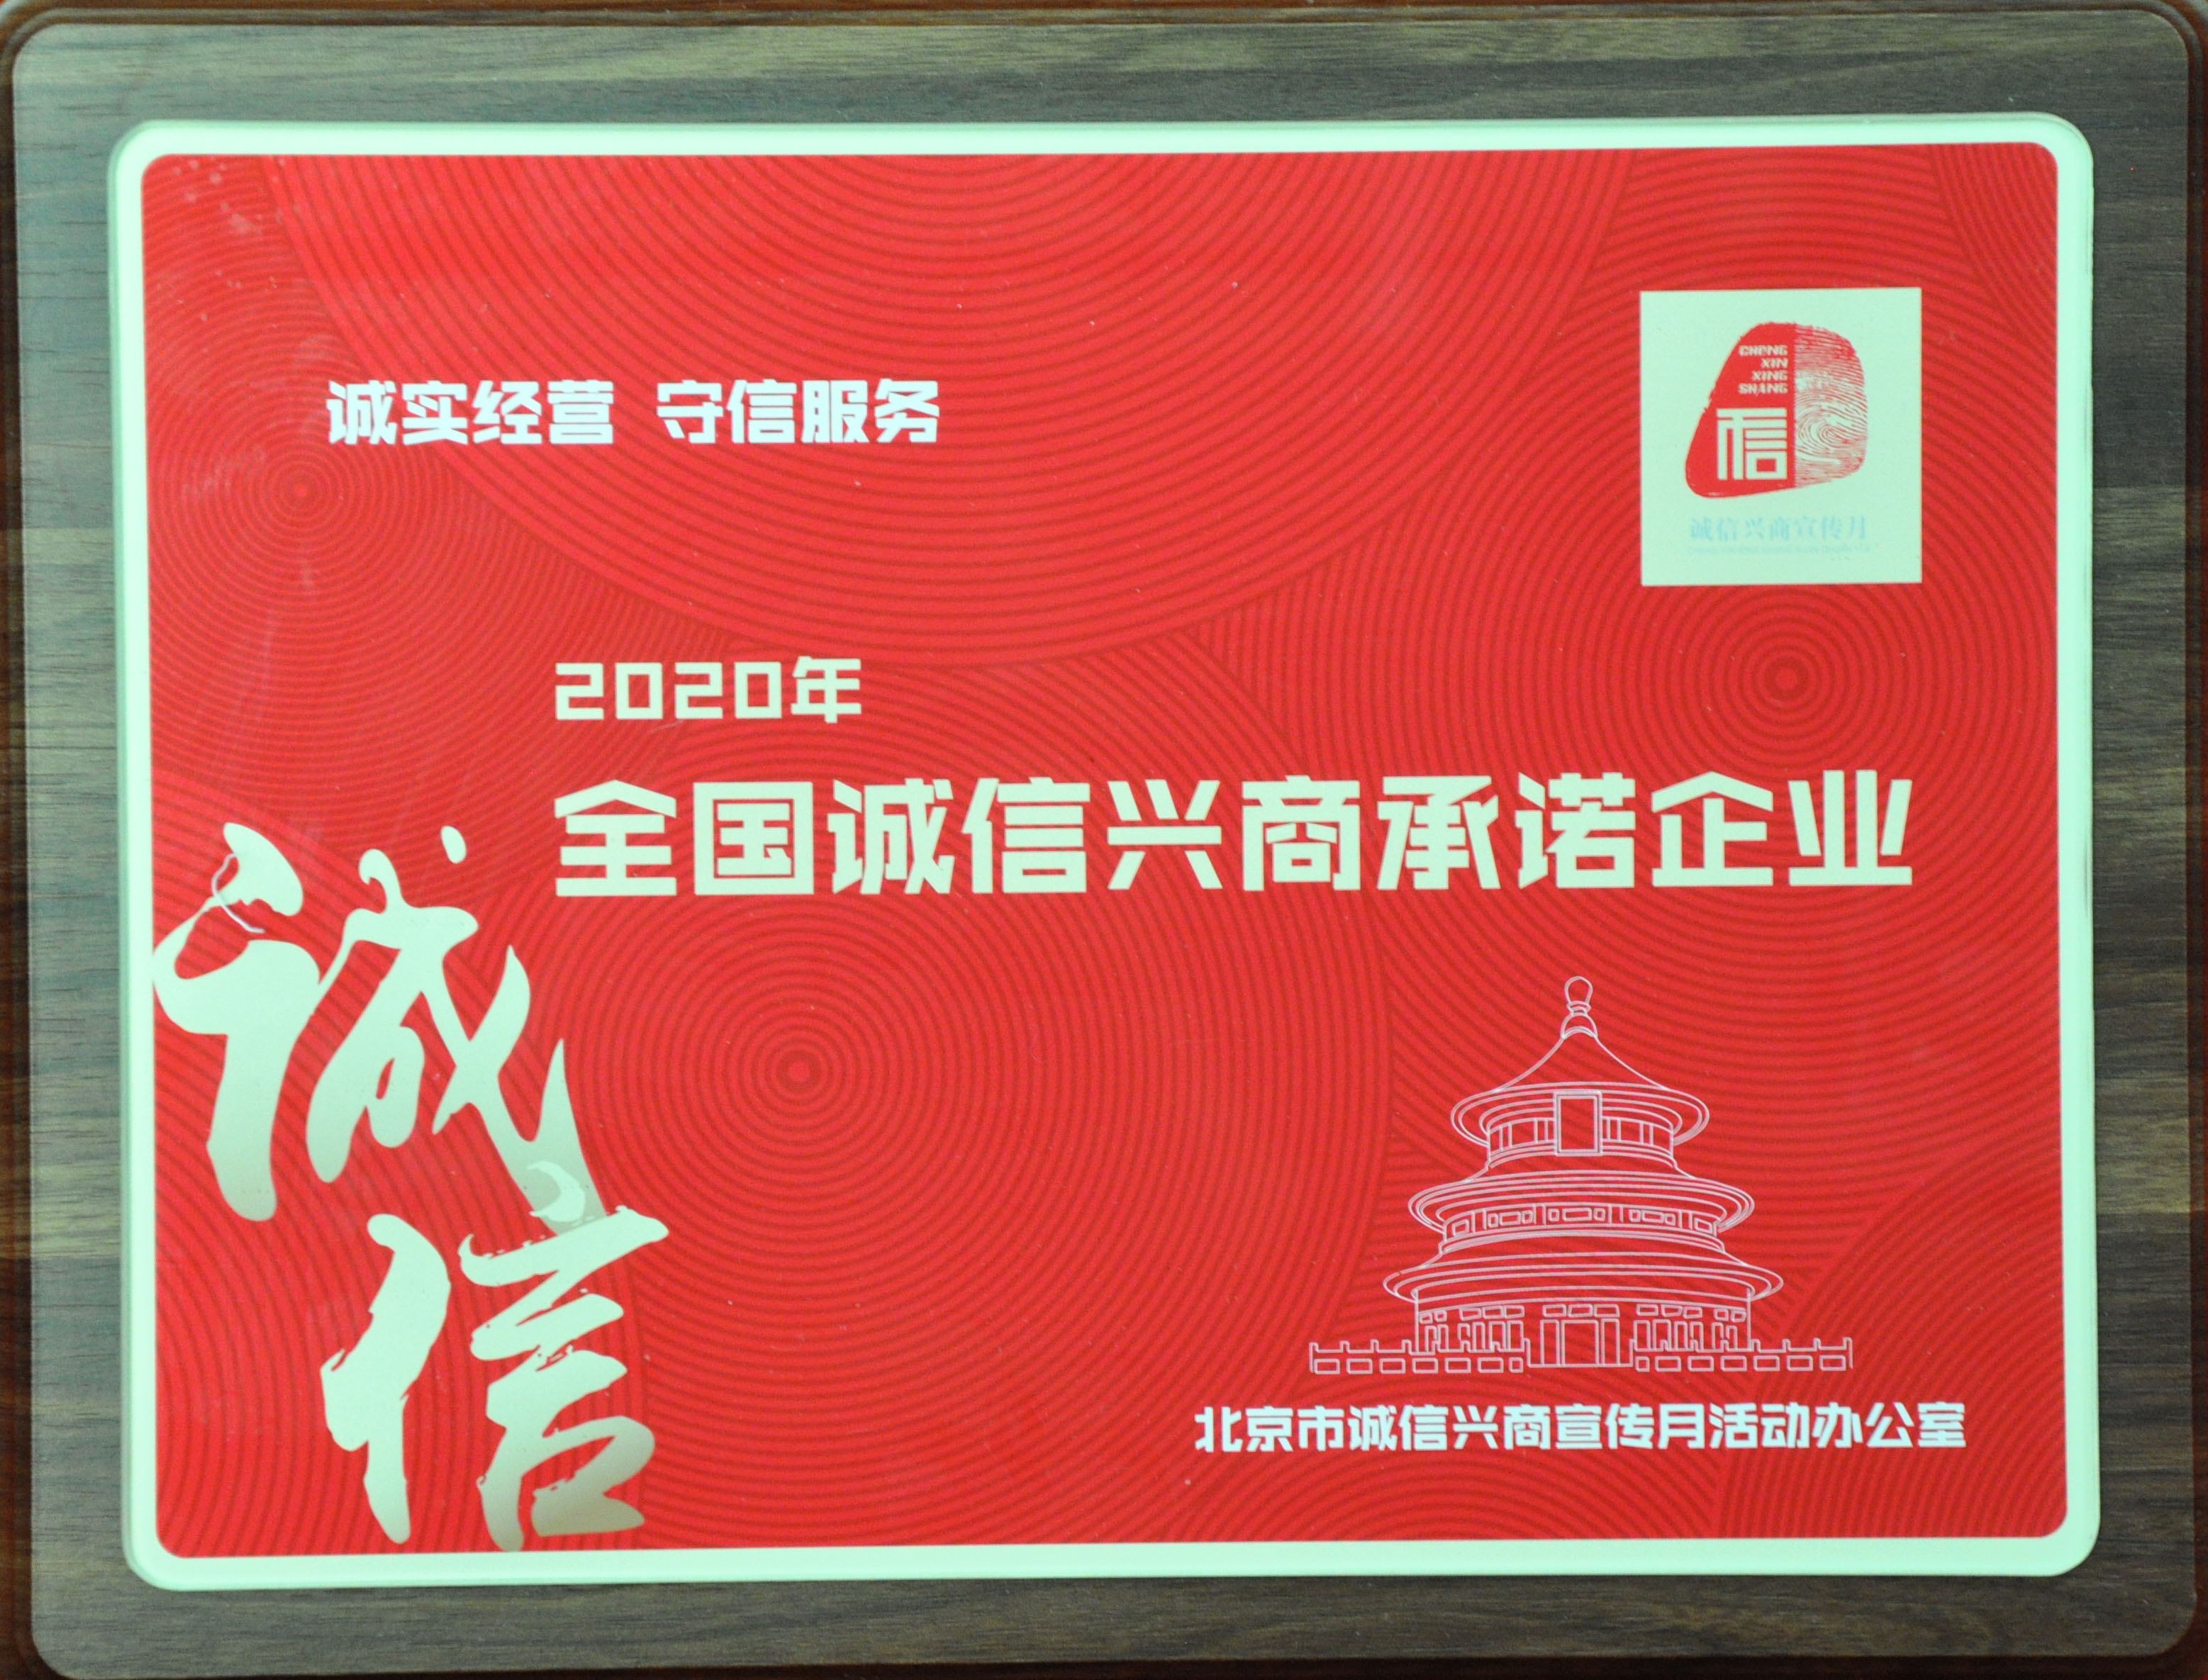 诚实经营 守信服务
CHENG
XIN
XING
SHANG
信
诚信兴商宣传月
2020年
全国诚信兴商承诺企业
诚
信
北京市诚信兴商宣传月活动办公室